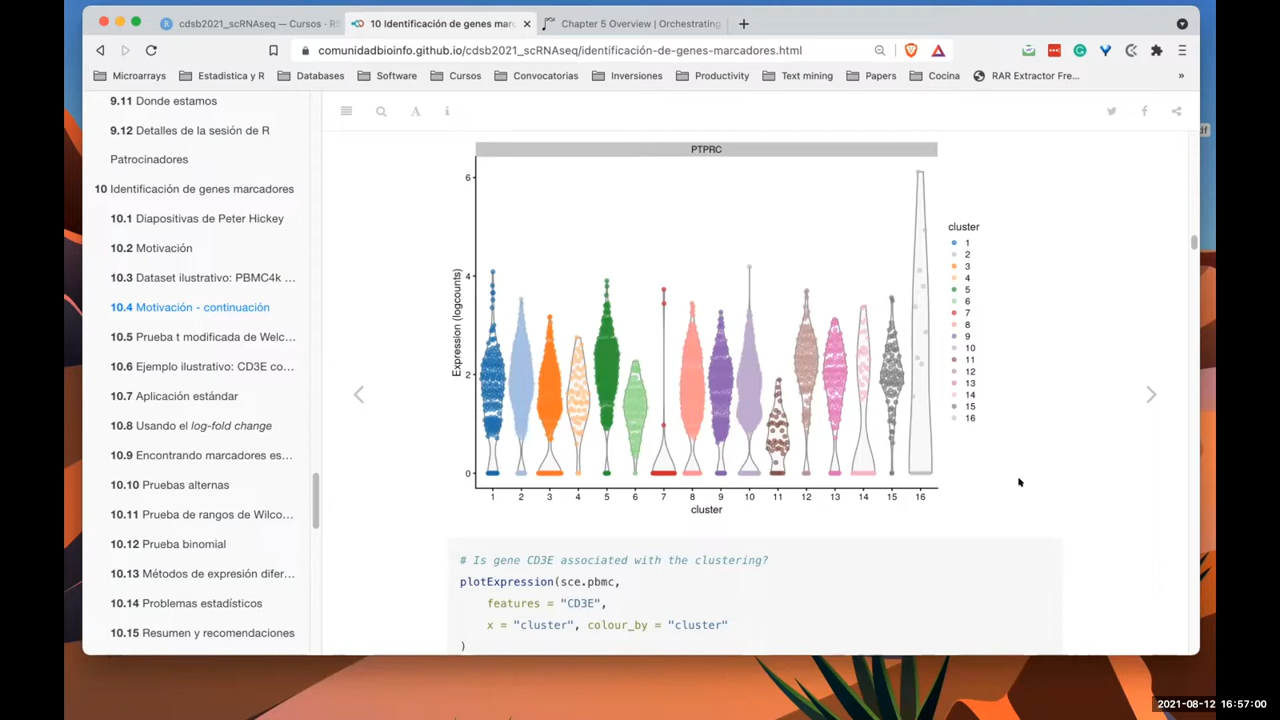 cdsb2021_scRNAseq — Cursos · RS
10 Identificación de genes marc
Chapter 5 Overview | Orchestrating
comunidadbioinfo.github.io/cdsb2021_scRNAseq/identificación-de-genes-marcadores.html
Microarrays
Estadística y R
Databases
Software
Cursos
Convocatorias
Inversiones
Productivity
Text mining
Papers
Cocina
RAR Extractor Fre...
»
9.11 Donde estamos
9.12 Detalles de la sesión de R
Patrocinadores
10 Identificación de genes marcadores
10.1 Diapositivas de Peter Hickey
10.2 Motivación
10.3 Dataset ilustrativo: PBMC4k ...
10.4 Motivación - continuación
10.5 Prueba t modificada de Welc...
10.6 Ejemplo ilustrativo: CD3E co...
10.7 Aplicación estándar
10.8 Usando el log-fold change
10.9 Encontrando marcadores es...
10.10 Pruebas alternas
10.11 Prueba de rangos de Wilco...
10.12 Prueba binomial
10.13 Métodos de expresión difer...
10.14 Problemas estadísticos
10.15 Resumen y recomendaciones
A
i
PTPRC
6
4
2
0
Expression (logcounts)
1 2 3 4 5 6 7 8 9 10 11 12 13 14 15 16
cluster
cluster
1
2
3
4
5
6
7
8
9
10
11
12
13
14
15
16
# Is gene CD3E associated with the clustering?
plotExpression(sce.pbmc,
features = "CD3E",
x = "cluster", colour_by = "cluster"
)
df
2021-08-12 16:57:00